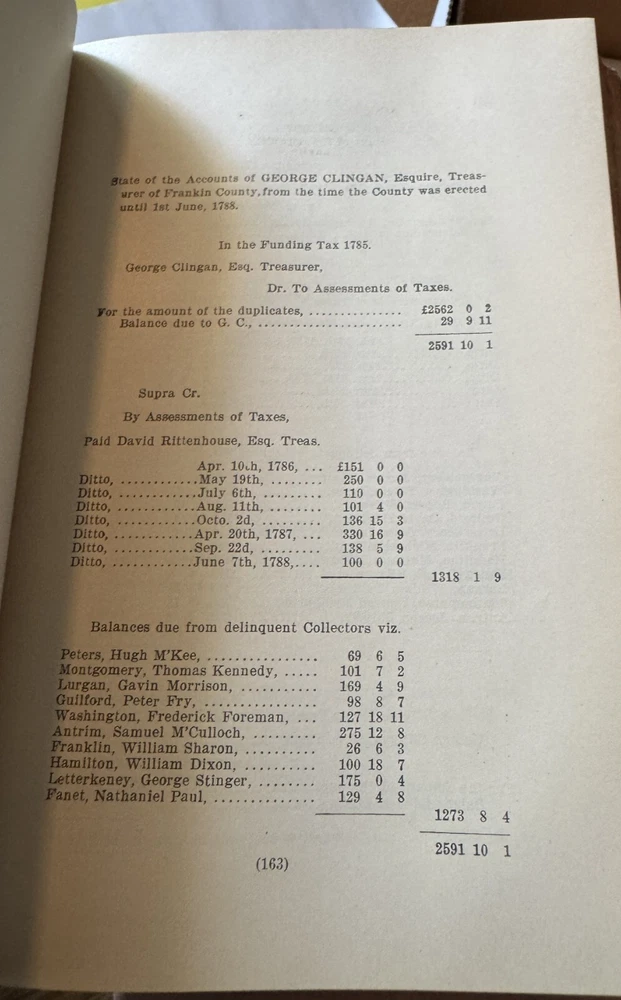 State of the Accounts of GEORGE CLINGAN, Esquire, Treas-
urer of Franklin County, from the time the County was erected
until 1st June, 1788.
In the Funding Tax 1785.
George Clingan, Esq. Treasurer,
Dr. To Assessments of Taxes.
For the amount of the duplicates, ............... £2562 0 2
Balance due to G. C., ....................... 29 9 11
2591 10 1
Supra Cr.
By Assessments of Taxes,
Paid David Rittenhouse, Esq. Treas.
Apr. 10th, 1786, ... £151 0 0
Ditto, ............May 19th, ........ 250 0 0
Ditto, ............July 6th, ......... 110 0 0
Ditto, ............Aug. 11th, ........ 101 4 0
Ditto, ............Octo. 2d, ......... 136 15 3
Ditto, ............Apr. 20th, 1787, ... 330 16 9
Ditto, ............Sep. 22d, ......... 138 5 9
Ditto, ............June 7th, 1788,.... 100 0 0
1318 1 9
Balances due from delinquent Collectors viz.
Peters, Hugh M'Kee, ................ 69 6 5
Montgomery, Thomas Kennedy, ..... 101 7 2
Lurgan, Gavin Morrison, ........... 169 4 9
Guilford, Peter Fry, ................ 98 8 7
Washington, Frederick Foreman, ... 127 18 11
Antrim, Samuel M'Culloch, ......... 275 12 8
Franklin, William Sharon, .......... 26 6 3
Hamilton, William Dixon, .......... 100 18 7
Letterkeney, George Stinger, ........ 175 0 4
Fanet, Nathaniel Paul, .............. 129 4 8
1273 8 4
2591 10 1
(163)